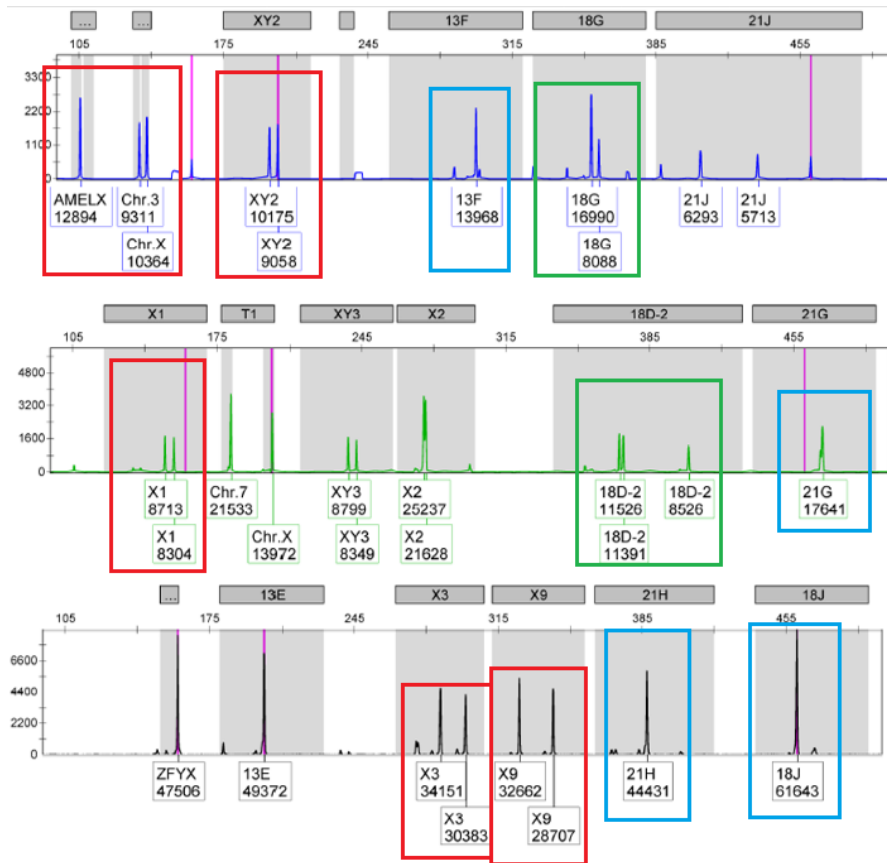 ... ... XY2 13F 18G 21J
105 175 245 315 385 455
3300
2200
1100
0
AMELX 12894
Chr.3 9311
Chr.X 10364
XY2 10175
XY2 9058
13F 13968
18G 16990
18G 8088
21J 6293
21J 5713
X1 T1 XY3 X2 18D-2 21G
105 175 245 315 385 455
4800
3200
1600
0
X1 8713
X1 8304
Chr.7 21533
Chr.X 13972
XY3 8799
XY3 8349
X2 25237
X2 21628
18D-2 11526
18D-2 11391
18D-2 8526
21G 17641
... 13E X3 X9 21H 18J
105 175 245 315 385 455
6600
4400
2200
0
ZFYX 47506
13E 49372
X3 34151
X3 30383
X9 32662
X9 28707
21H 44431
18J 61643